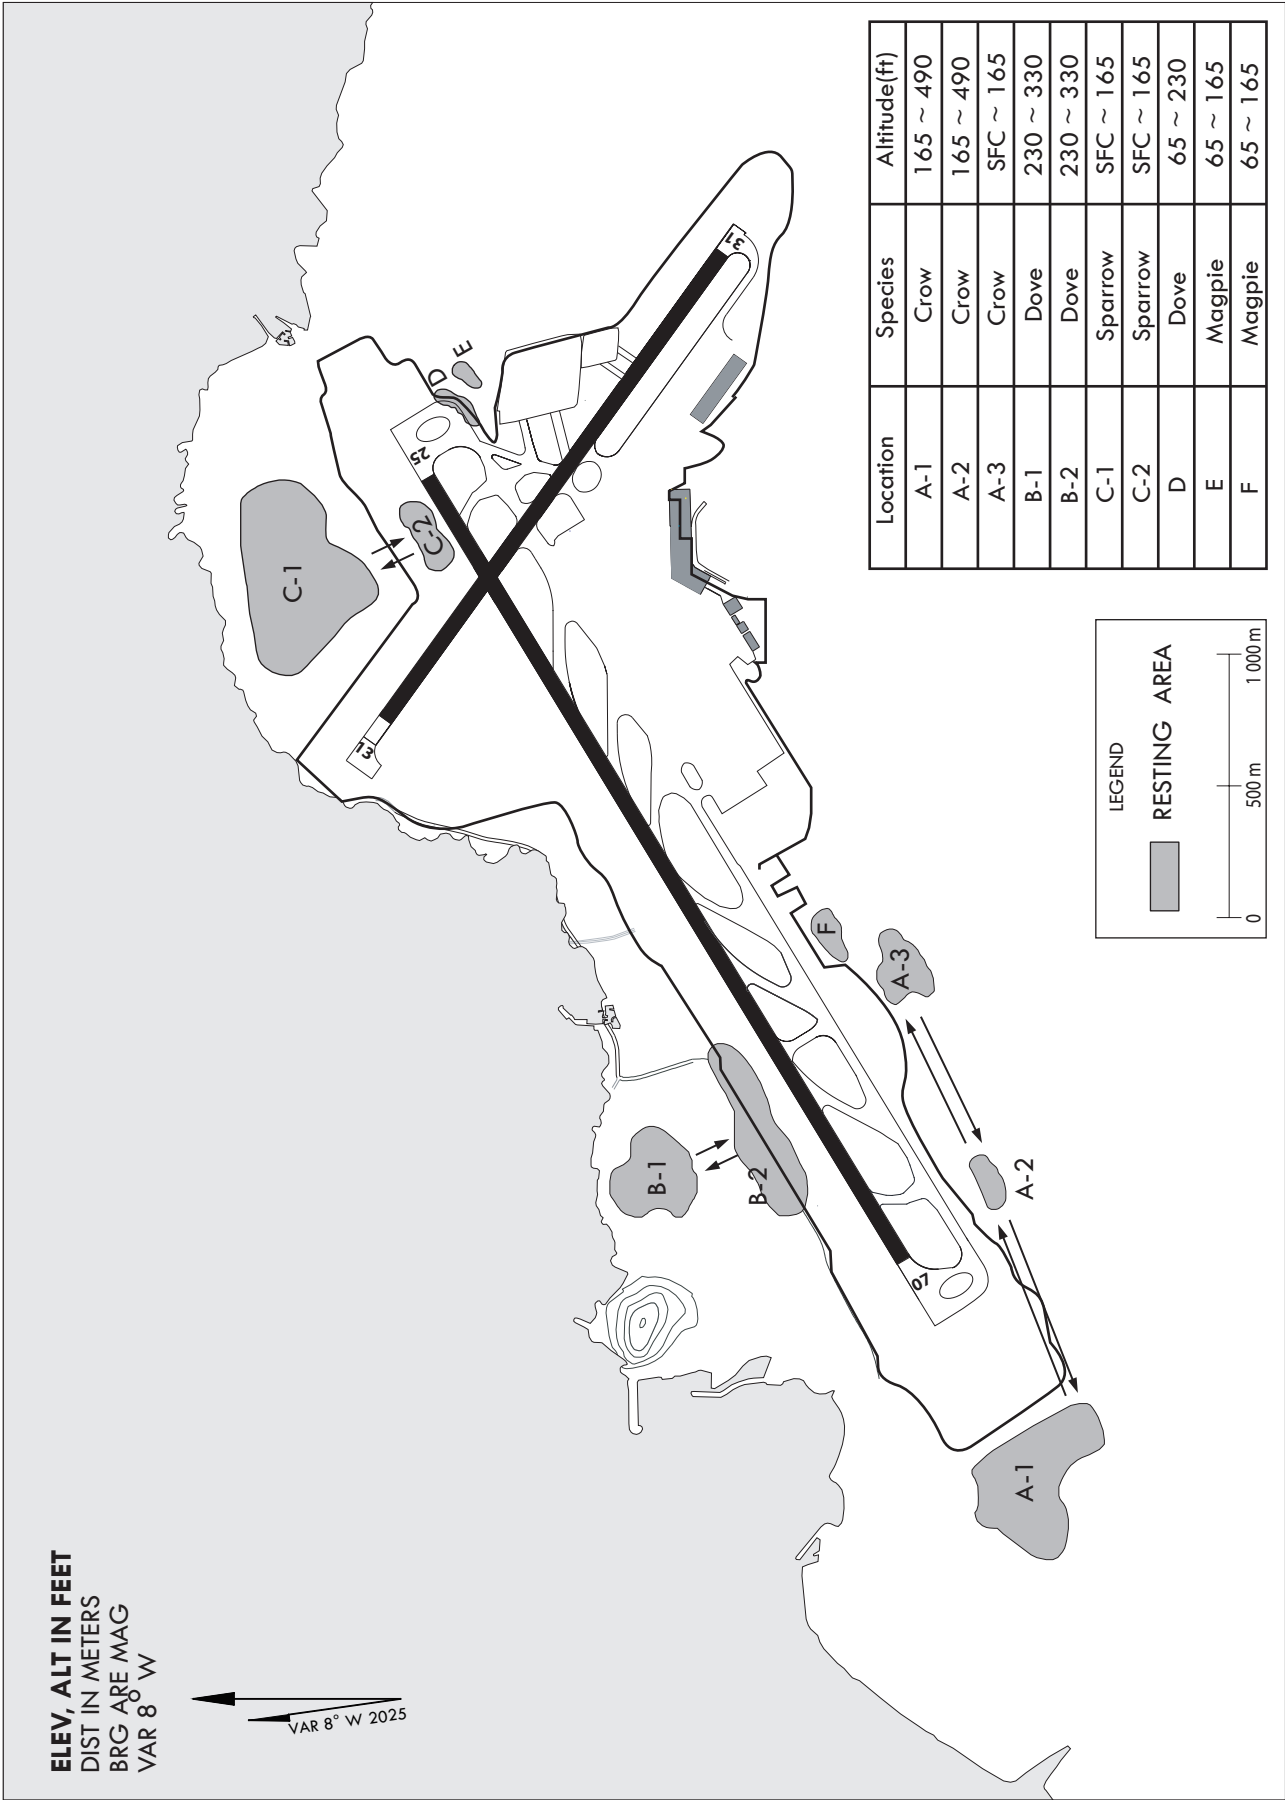 ELEV, ALT IN FEET
DIST IN METERS
BRG ARE MAG
VAR 8° W
VAR 8° W 2025
C-1
C-2
D
E
25
13
31
07
B-1
B-2
F
A-3
A-2
A-1
LEGEND
RESTING AREA
0 500 m 1 000 m
Location Species Altitude(ft)
A-1 Crow 165 ~ 490
A-2 Crow 165 ~ 490
A-3 Crow SFC ~ 165
B-1 Dove 230 ~ 330
B-2 Dove 230 ~ 330
C-1 Sparrow SFC ~ 165
C-2 Sparrow SFC ~ 165
D Dove 65 ~ 230
E Magpie 65 ~ 165
F Magpie 65 ~ 165